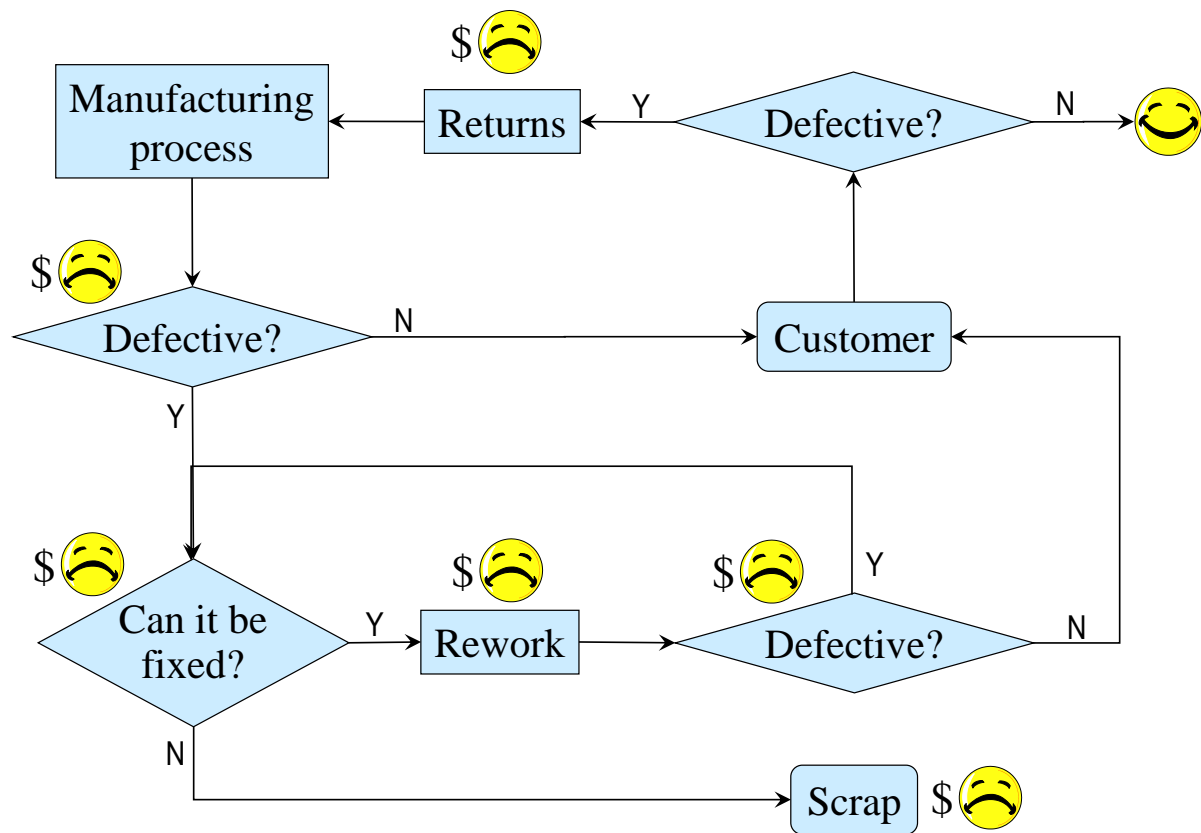 $
Manufacturing
process
Returns
Y
Defective?
N
$
Defective?
N
Customer
Y
$
Can it be
fixed?
Y
$
Rework
$
Y
Defective?
N
N
Scrap
$